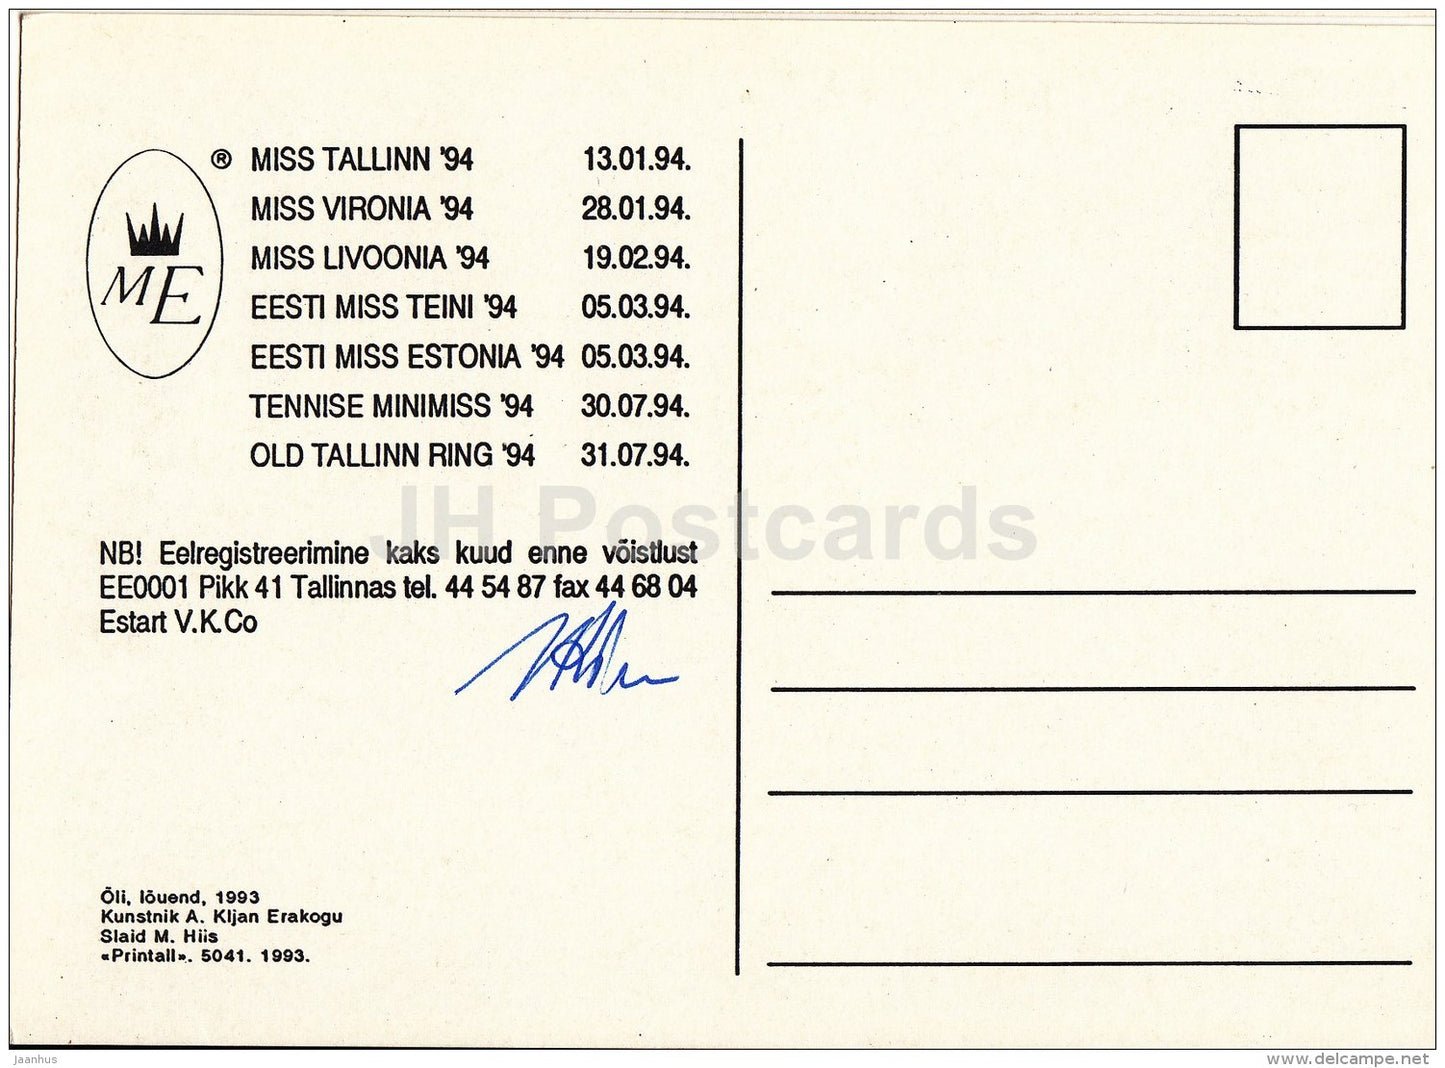 ® MISS TALLINN '94 13.01.94.
MISS VIRONIA '94 28.01.94.
MISS LIVOONIA '94 19.02.94.
EESTI MISS TEINI '94 05.03.94.
EESTI MISS ESTONIA '94 05.03.94.
TENNISE MINIMISS '94 30.07.94.
OLD TALLINN RING '94 31.07.94.
ME
JH Postcards
NB! Eelregistreerimine kaks kuud enne võistlust
EE0001 Pikk 41 Tallinnas tel. 44 54 87 fax 44 68 04
Estart V.K.Co
Õli, lõuend, 1993
Kunstnik A. Kljan Erakogu
Slaid M. Hiis
«Printall». 5041. 1993.
jaanhus
www.delcampe.net